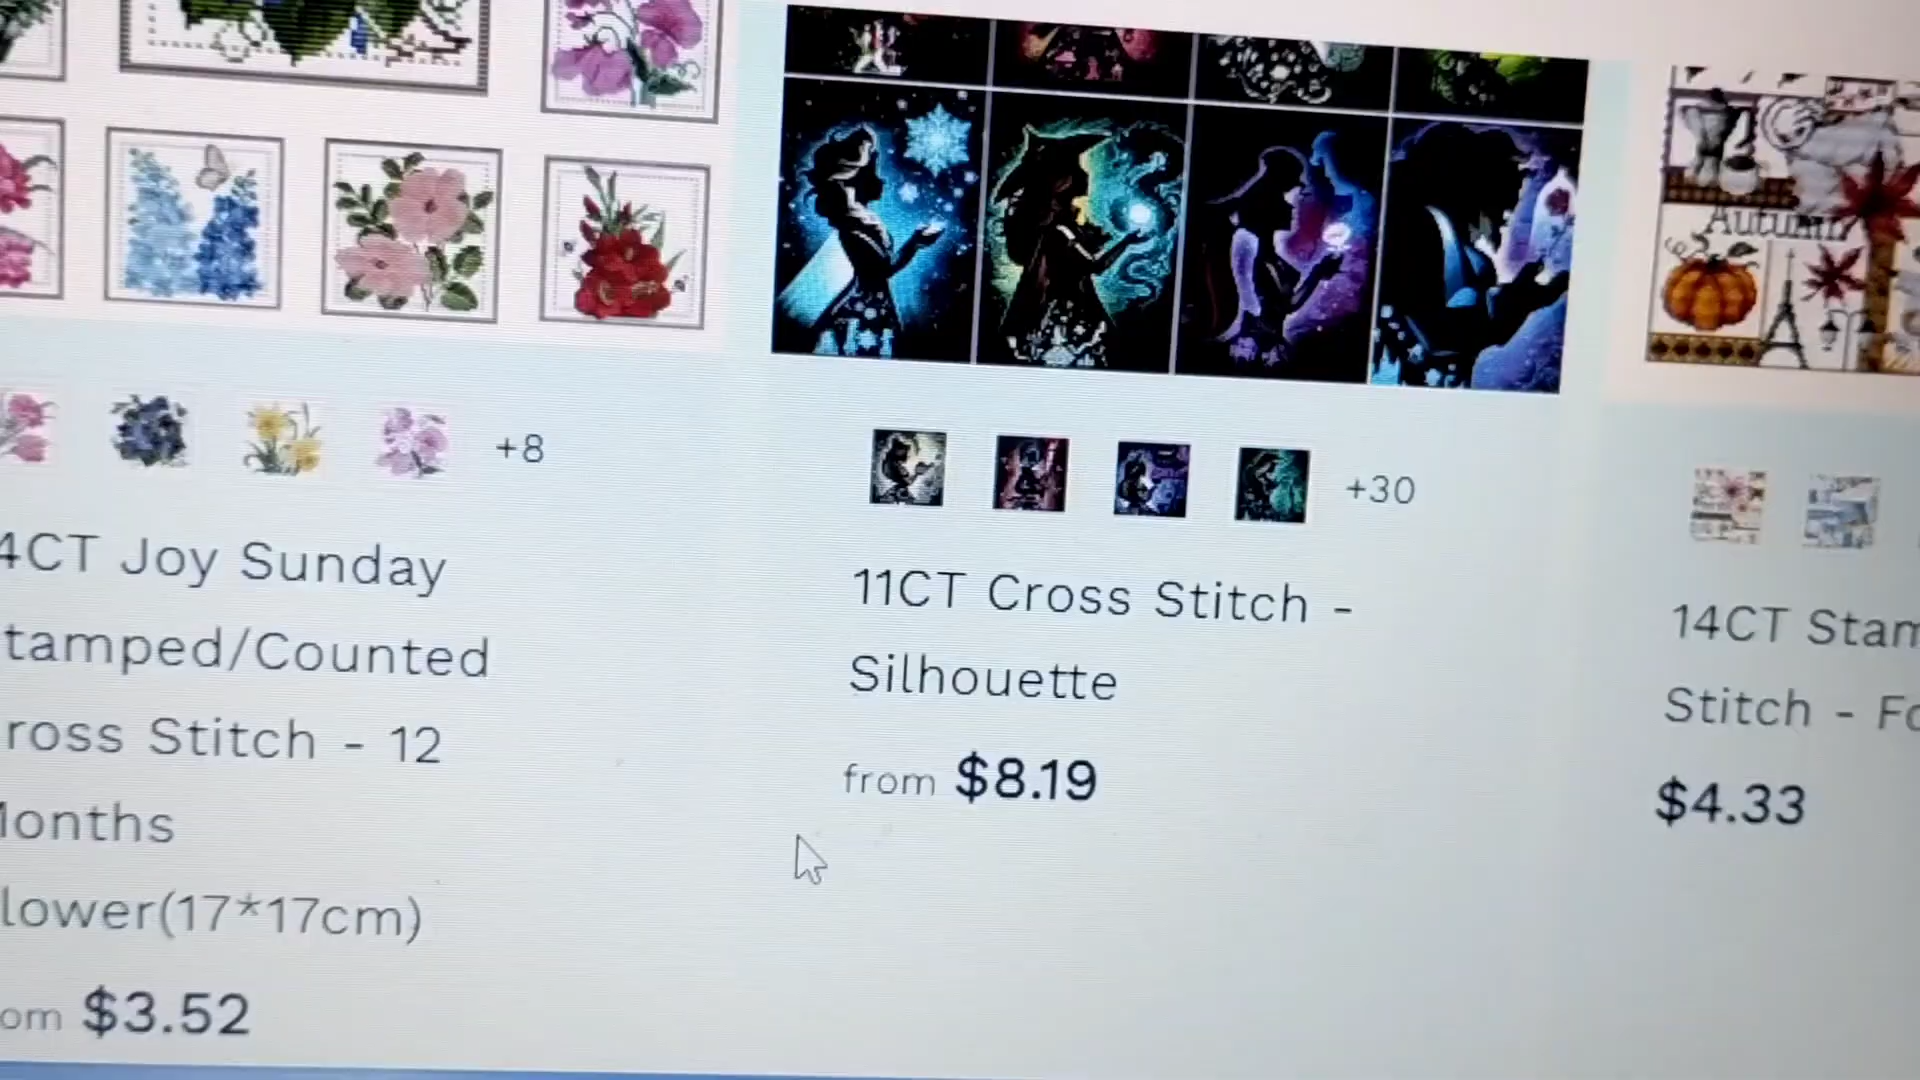 Autumn
+8
4CT Joy Sunday
tamped/Counted
ross Stitch - 12
Months
lower(17*17cm)
om $3.52
+30
11CT Cross Stitch -
Silhouette
from $8.19
14CT Stam
Stitch - Fo
$4.33